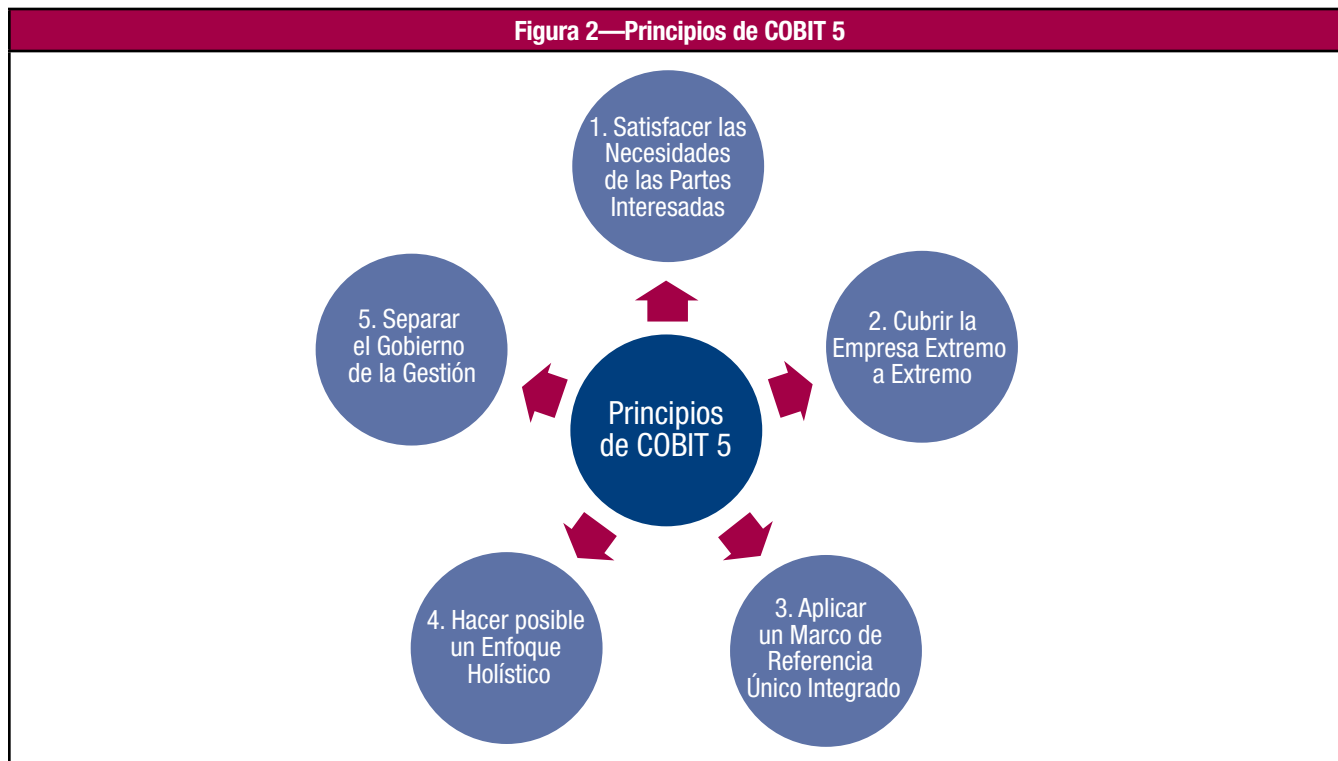 Figura 2—Principios de COBIT 5
1. Satisfacer las
Necesidades
de las Partes
Interesadas
2. Cubrir la
Empresa Extremo
a Extremo
3. Aplicar
un Marco de
Referencia
Único Integrado
4. Hacer posible
un Enfoque
Holístico
5. Separar
el Gobierno
de la Gestión
Principios
de COBIT 5